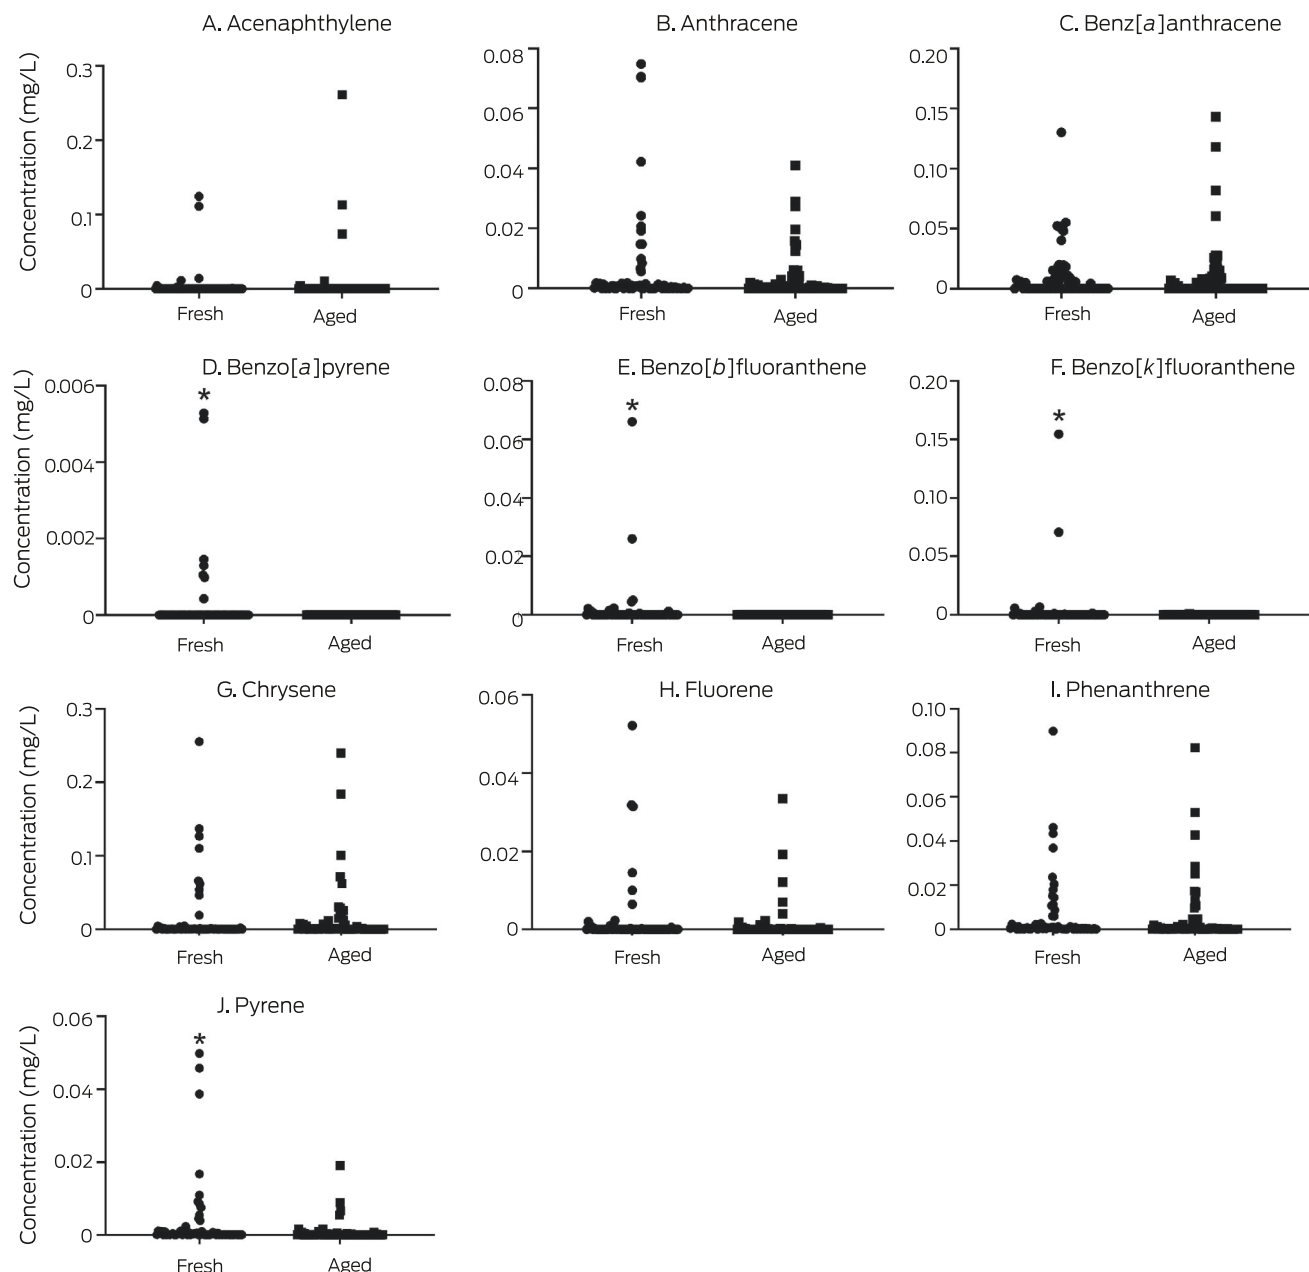 A. Acenaphthylene
B. Anthracene
C. Benz[a]anthracene
Concentration (mg/L)
0.3
0.2
0.1
0
Fresh
Aged
0.08
0.06
0.04
0.02
0
Fresh
Aged
0.20
0.15
0.10
0.05
0
Fresh
Aged
D. Benzo[a]pyrene
E. Benzo[b]fluoranthene
F. Benzo[k]fluoranthene
Concentration (mg/L)
0.006
0.004
0.002
0
*
Fresh
Aged
0.08
0.06
0.04
0.02
0
*
Fresh
Aged
0.20
0.15
0.10
0.05
0
*
Fresh
Aged
G. Chrysene
H. Fluorene
I. Phenanthrene
Concentration (mg/L)
0.3
0.2
0.1
0
Fresh
Aged
0.06
0.04
0.02
0
Fresh
Aged
0.10
0.08
0.06
0.04
0.02
0
Fresh
Aged
J. Pyrene
Concentration (mg/L)
0.06
0.04
0.02
0
*
Fresh
Aged